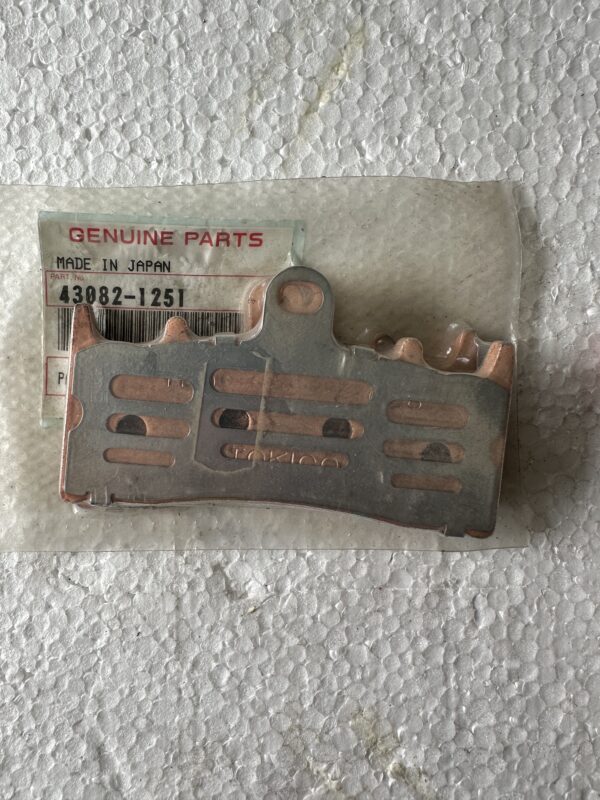 GENUINE PARTS
MADE IN JAPAN
PART NO.
43082-1251
TOKICO